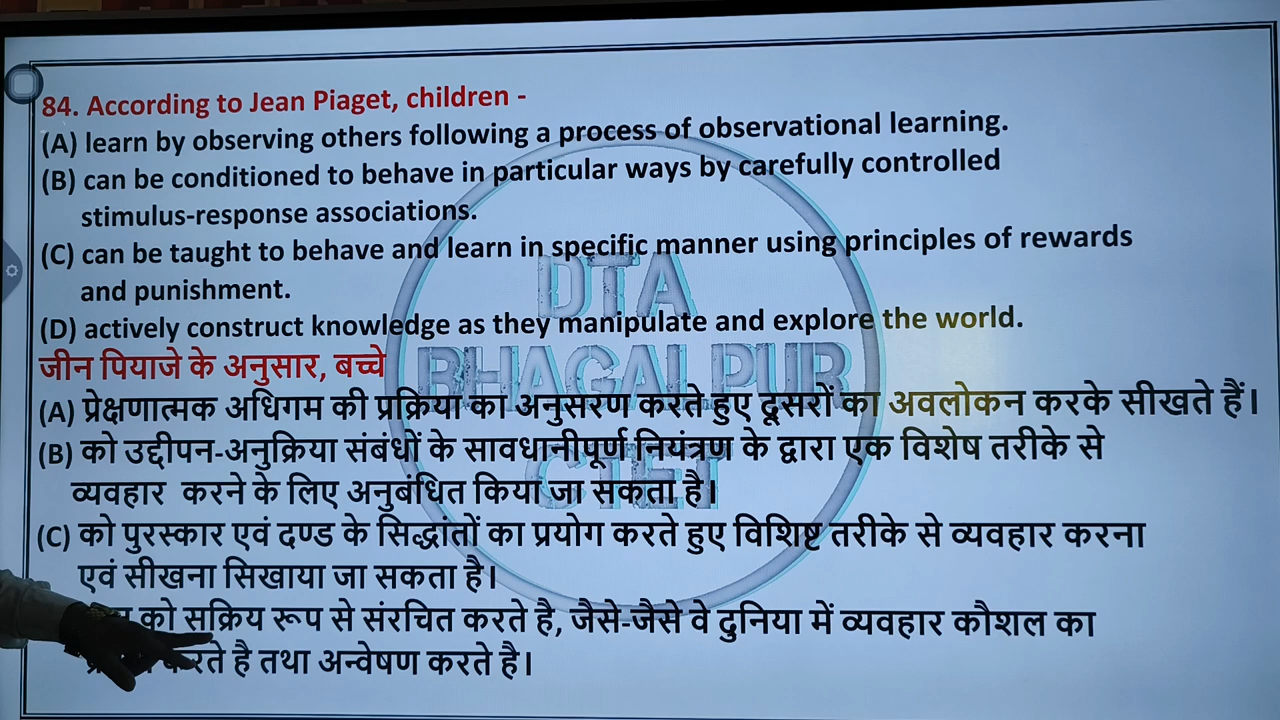 84. According to Jean Piaget, children -
(A) learn by observing others following a process of observational learning.
(B) can be conditioned to behave in particular ways by carefully controlled
stimulus-response associations.
(C) can be taught to behave and learn in specific manner using principles of rewards
and punishment.
(D) actively construct knowledge as they manipulate and explore the world.
जीन पियाजे के अनुसार, बच्चे
(A) प्रेक्षणात्मक अधिगम की प्रक्रिया का अनुसरण करते हुए दूसरों का अवलोकन करके सीखते हैं।
(B) को उद्दीपन-अनुक्रिया संबंधों के सावधानीपूर्ण नियंत्रण के द्वारा एक विशेष तरीके से
व्यवहार करने के लिए अनुबंधित किया जा सकता है।
(C) को पुरस्कार एवं दण्ड के सिद्धांतों का प्रयोग करते हुए विशिष्ट तरीके से व्यवहार करना
एवं सीखना सिखाया जा सकता है।
को सक्रिय रूप से संरचित करते है, जैसे-जैसे वे दुनिया में व्यवहार कौशल का
करते है तथा अन्वेषण करते है।
DTA
BHAGALPUR
CTET